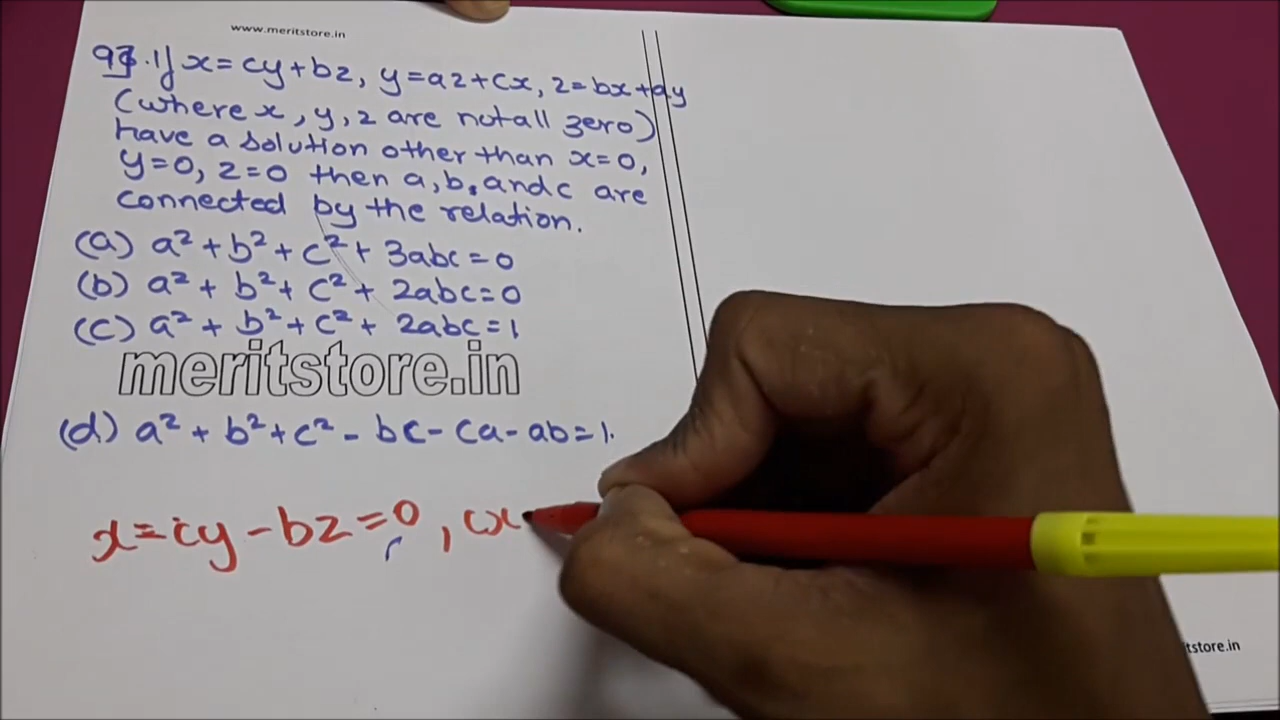 www.meritstore.in
93. If x=cy+bz, y=az+cx, z=bx+ay
(where x, y, z are not all zero)
have a solution other than x=0,
y=0, z=0 then a, b, and c are
connected by the relation.
(a) a² + b² + c² + 3abc = 0
(b) a² + b² + c² + 2abc = 0
(c) a² + b² + c² + 2abc = 1
meritstore.in
(d) a² + b² + c² - bc - ca - ab = 1.
x = cy - bz = 0, cx
tstore.in